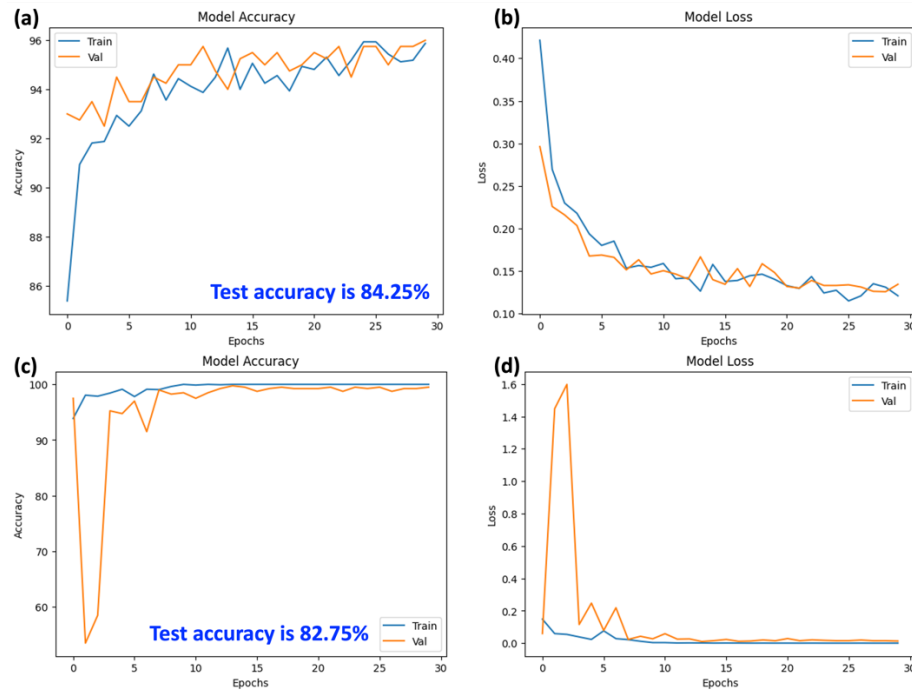 (a)
Model Accuracy
Train
Val
96
94
92
90
88
86
Accuracy
Test accuracy is 84.25%
0
5
10
15
20
25
30
Epochs
(b)
Model Loss
Train
Val
0.40
0.35
0.30
0.25
0.20
0.15
0.10
Loss
0
5
10
15
20
25
30
Epochs
(c)
Model Accuracy
100
90
80
70
60
Accuracy
Test accuracy is 82.75%
Train
Val
0
5
10
15
20
25
30
Epochs
(d)
Model Loss
Train
Val
1.6
1.4
1.2
1.0
0.8
0.6
0.4
0.2
0.0
Loss
0
5
10
15
20
25
30
Epochs